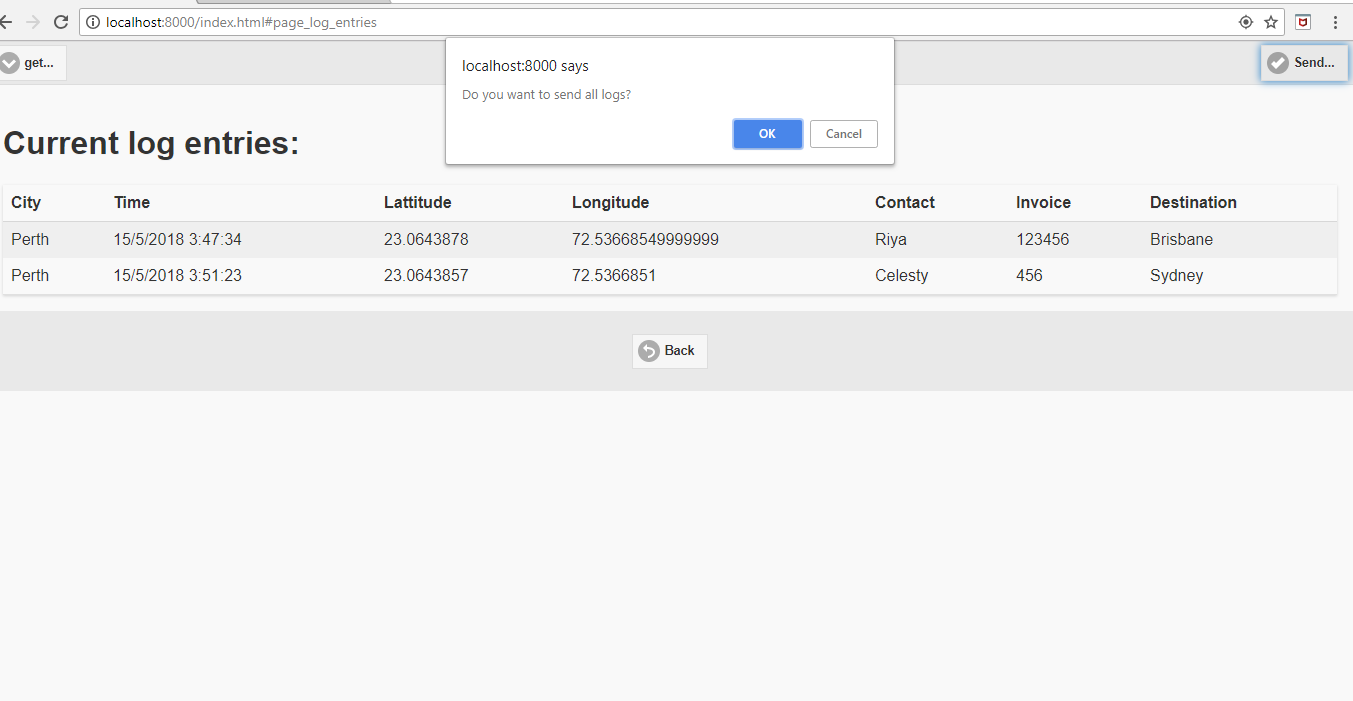 localhost:8000/index.html#page_log_entries
get...
Send...
localhost:8000 says
Do you want to send all logs?
OK Cancel
Current log entries:
City Time Lattitude Longitude Contact Invoice Destination
Perth 15/5/2018 3:47:34 23.0643878 72.53668549999999 Riya 123456 Brisbane
Perth 15/5/2018 3:51:23 23.0643857 72.5366851 Celesty 456 Sydney
Back